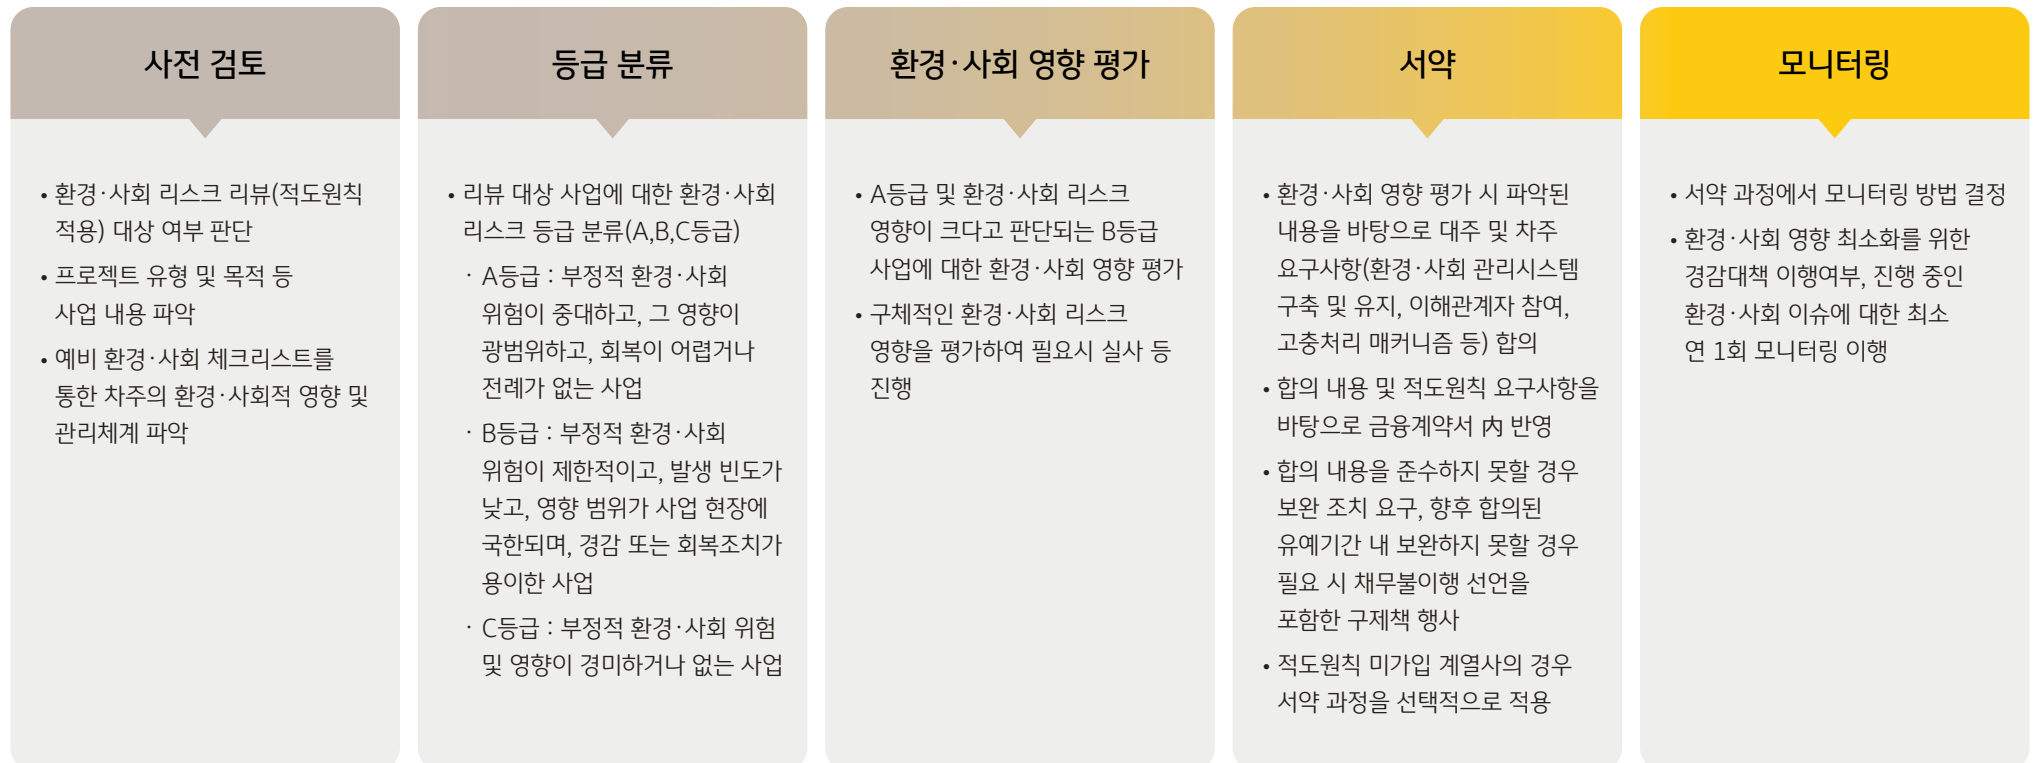 사전 검토
• 환경·사회 리스크 리뷰(적도원칙
적용) 대상 여부 판단
• 프로젝트 유형 및 목적 등
사업 내용 파악
• 예비 환경·사회 체크리스트를
통한 차주의 환경·사회적 영향 및
관리체계 파악
등급 분류
• 리뷰 대상 사업에 대한 환경·사회
리스크 등급 분류(A,B,C등급)
· A등급 : 부정적 환경·사회
위험이 중대하고, 그 영향이
광범위하고, 회복이 어렵거나
전례가 없는 사업
· B등급 : 부정적 환경·사회
위험이 제한적이고, 발생 빈도가
낮고, 영향 범위가 사업 현장에
국한되며, 경감 또는 회복조치가
용이한 사업
· C등급 : 부정적 환경·사회 위험
및 영향이 경미하거나 없는 사업
환경·사회 영향 평가
• A등급 및 환경·사회 리스크
영향이 크다고 판단되는 B등급
사업에 대한 환경·사회 영향 평가
• 구체적인 환경·사회 리스크
영향을 평가하여 필요시 실사 등
진행
서약
• 환경·사회 영향 평가 시 파악된
내용을 바탕으로 대주 및 차주
요구사항(환경·사회 관리시스템
구축 및 유지, 이해관계자 참여,
고충처리 매커니즘 등) 합의
• 합의 내용 및 적도원칙 요구사항을
바탕으로 금융계약서 內 반영
• 합의 내용을 준수하지 못할 경우
보완 조치 요구, 향후 합의된
유예기간 내 보완하지 못할 경우
필요 시 채무불이행 선언을
포함한 구제책 행사
• 적도원칙 미가입 계열사의 경우
서약 과정을 선택적으로 적용
모니터링
• 서약 과정에서 모니터링 방법 결정
• 환경·사회 영향 최소화를 위한
경감대책 이행여부, 진행 중인
환경·사회 이슈에 대한 최소
연 1회 모니터링 이행